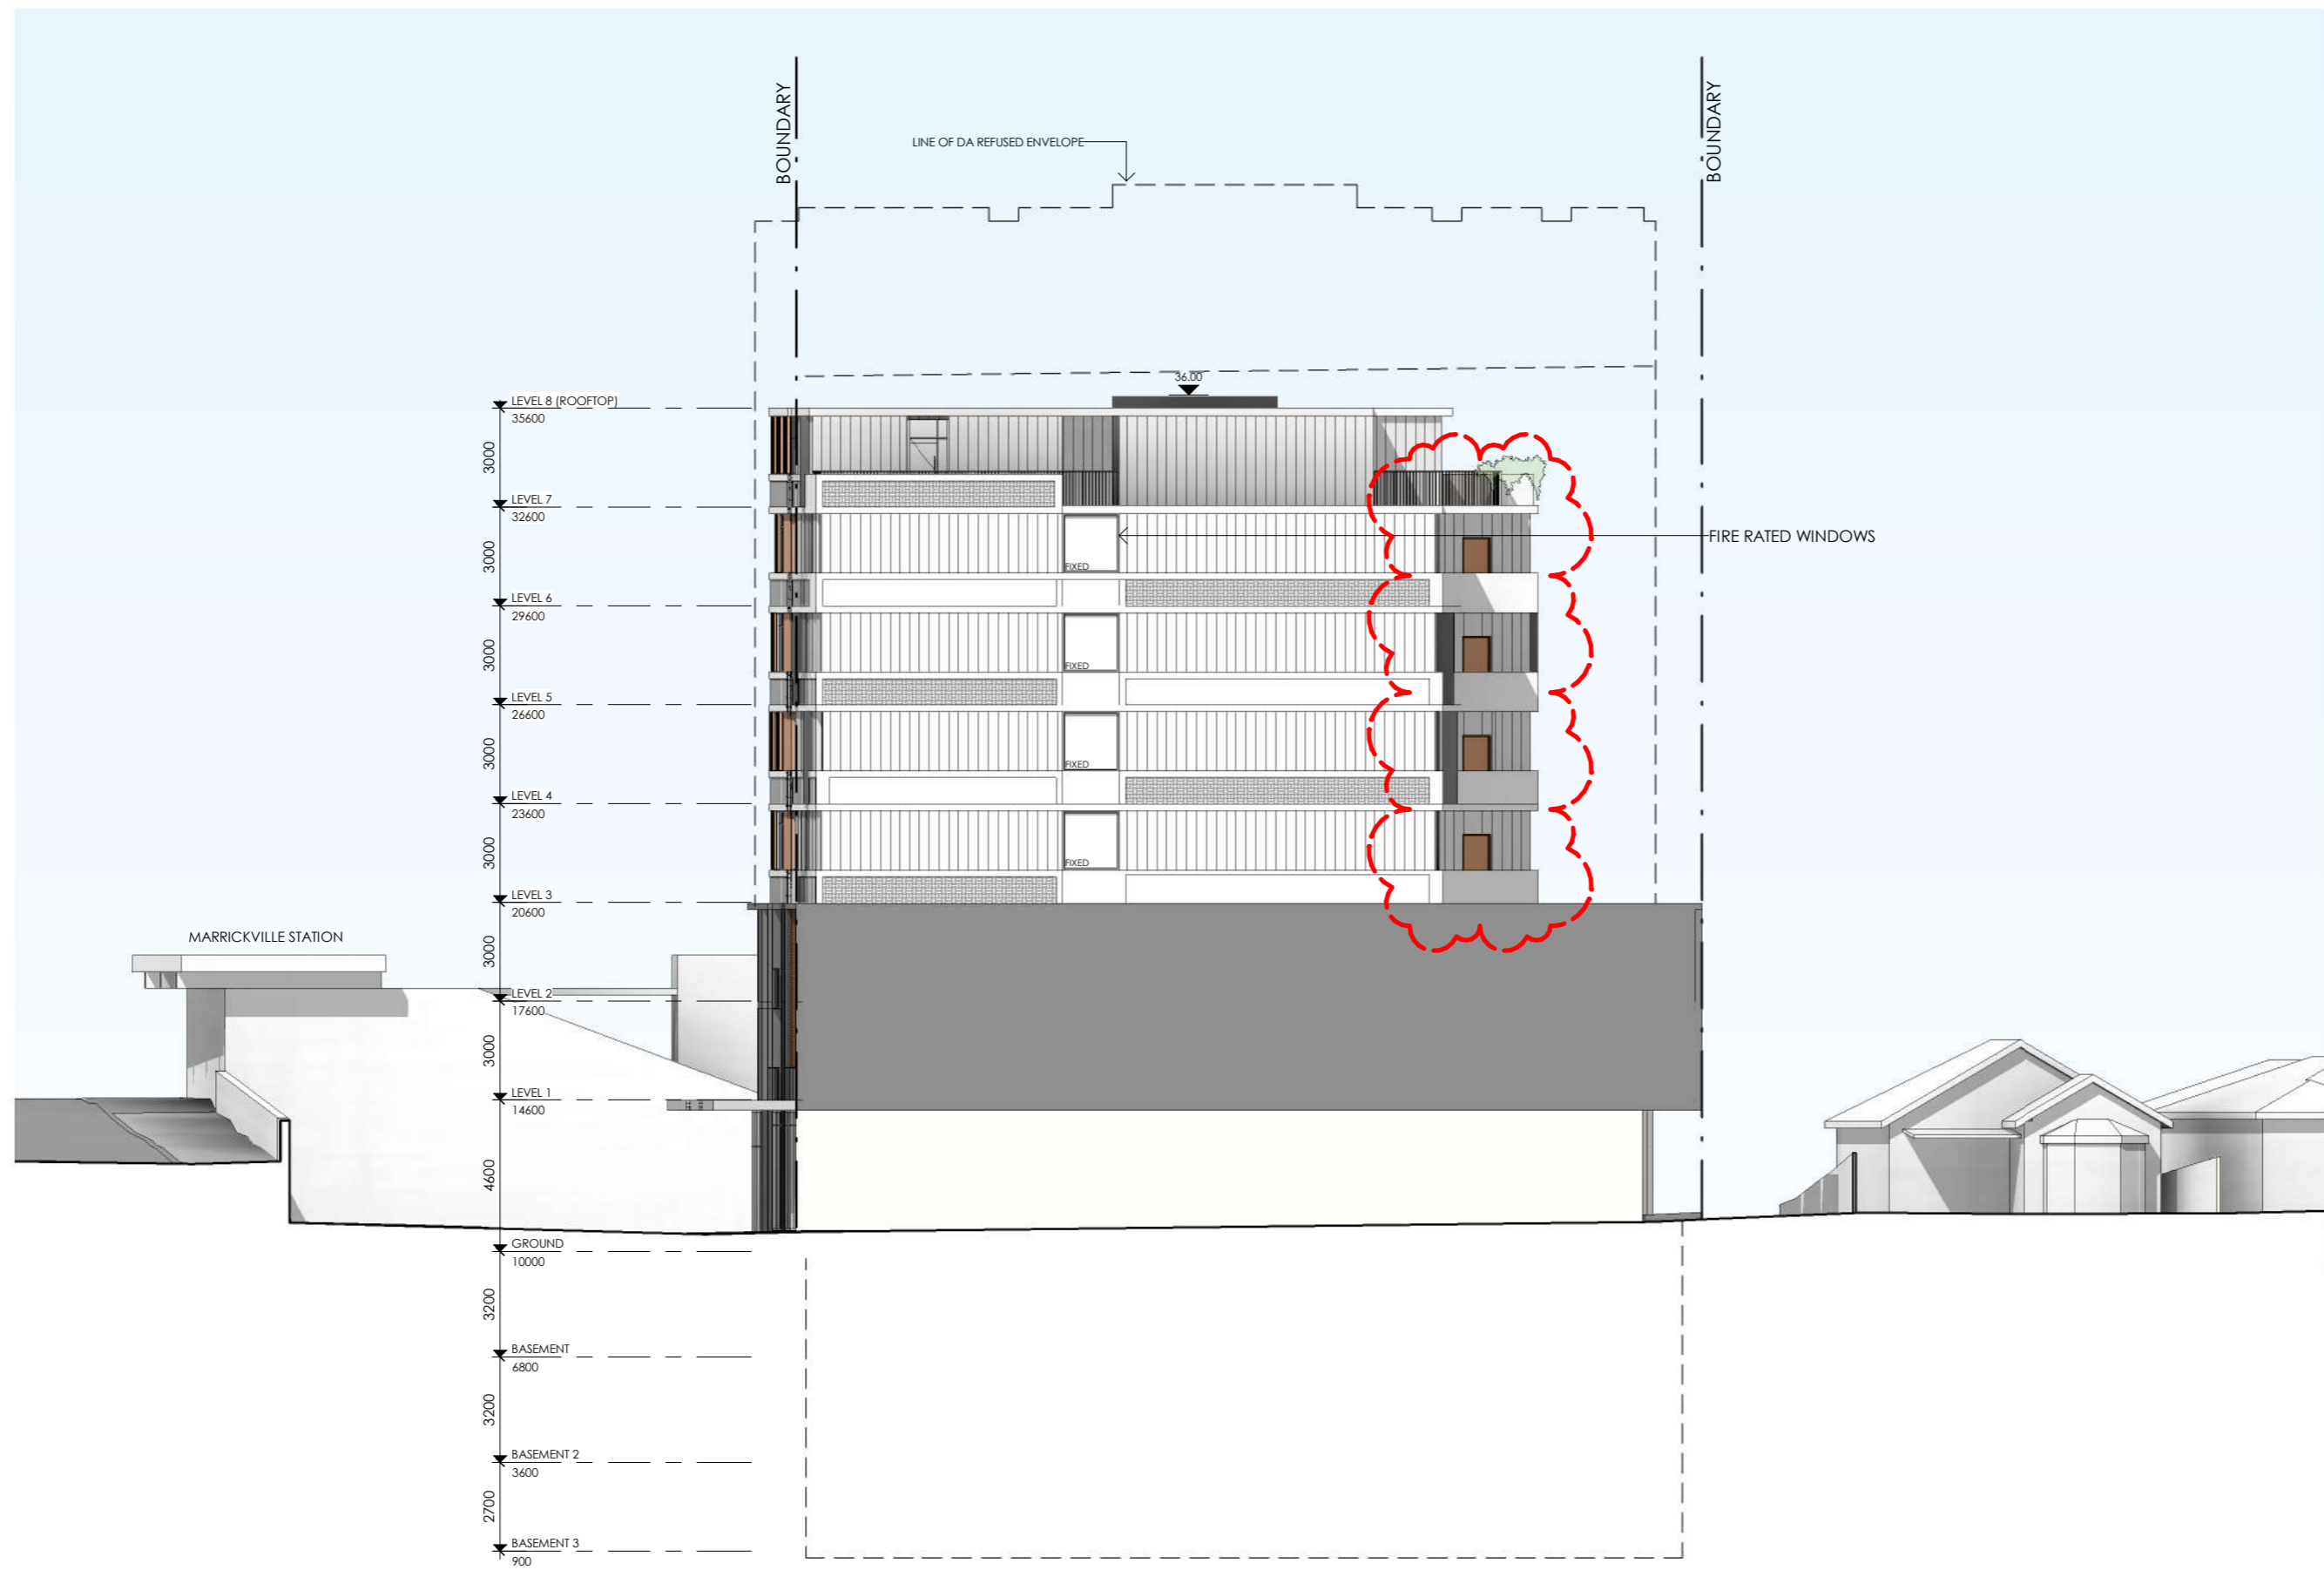 BOUNDARY
BOUNDARY
LINE OF DA REFUSED ENVELOPE
36.00
LEVEL 8 (ROOFTOP)
35600
3000
LEVEL 7
32600
FIRE RATED WINDOWS
3000
FIXED
LEVEL 6
29600
3000
FIXED
LEVEL 5
26600
3000
FIXED
LEVEL 4
23600
3000
FIXED
LEVEL 3
20600
MARRICKVILLE STATION
3000
LEVEL 2
17600
3000
LEVEL 1
14600
4600
GROUND
10000
3200
BASEMENT
6800
3200
BASEMENT 2
3600
2700
BASEMENT 3
900